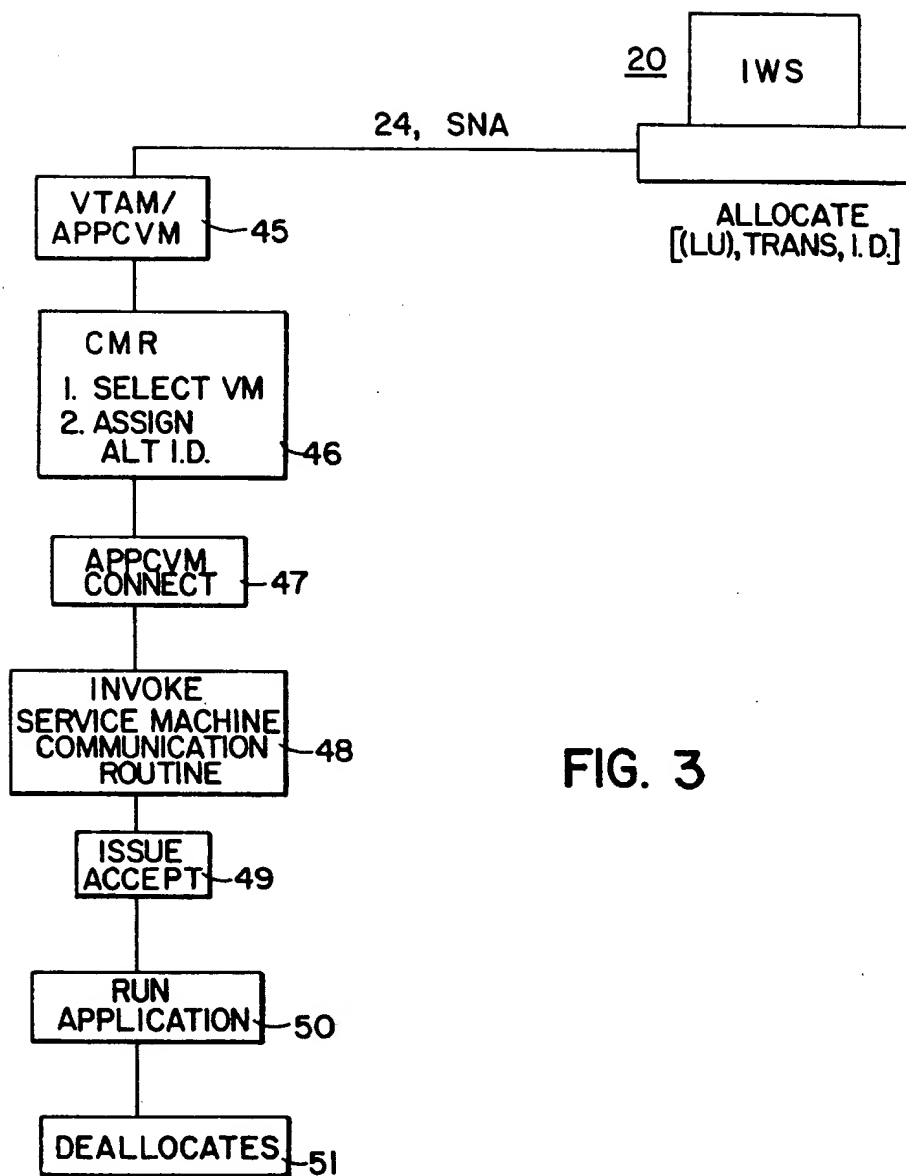 20
IWS
24, SNA
ALLOCATE
[(LU), TRANS, I.D.]
VTAM/
APPCVM
45
CMR
1. SELECT VM
2. ASSIGN
ALT I.D.
46
APPCVM
CONNECT
47
INVOKE
SERVICE MACHINE
COMMUNICATION
ROUTINE
48
ISSUE
ACCEPT
49
RUN
APPLICATION
50
DEALLOCATES
51
FIG. 3